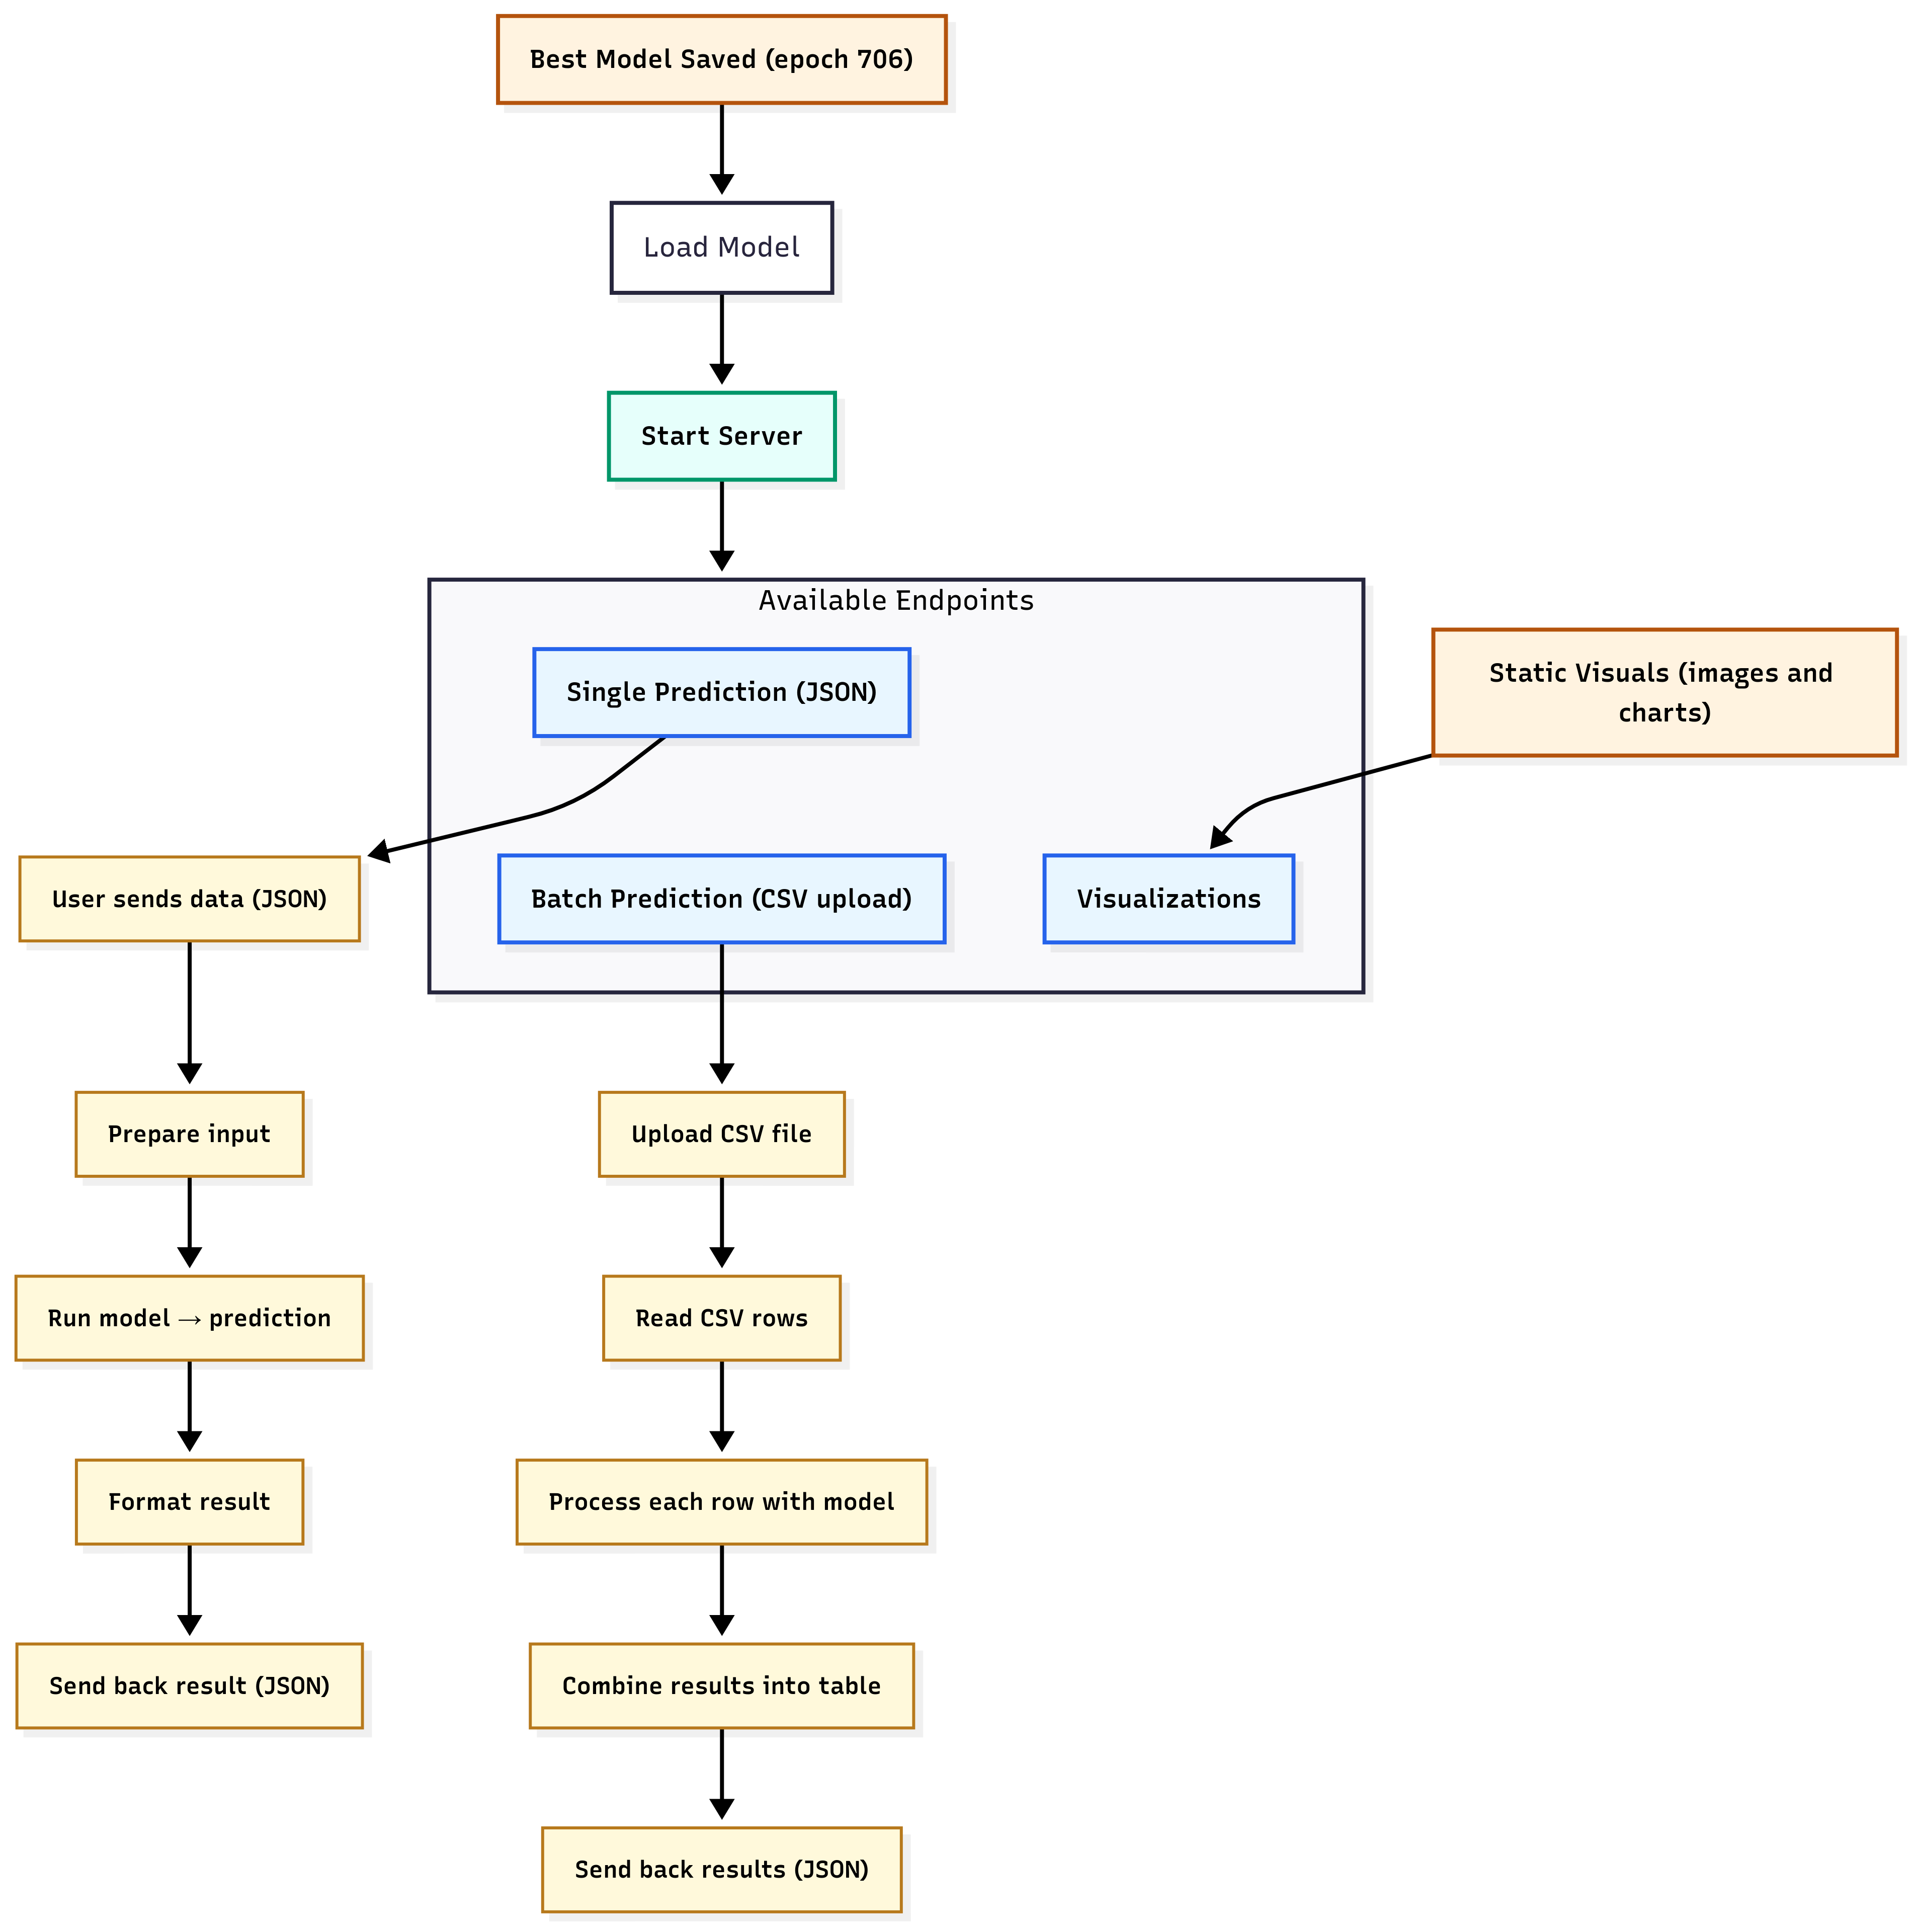 Best Model Saved (epoch 706)
Load Model
Start Server
Available Endpoints
Single Prediction (JSON)
Static Visuals (images and
charts)
User sends data (JSON)
Batch Prediction (CSV upload)
Visualizations
Prepare input
Upload CSV file
Run model → prediction
Read CSV rows
Format result
Process each row with model
Send back result (JSON)
Combine results into table
Send back results (JSON)